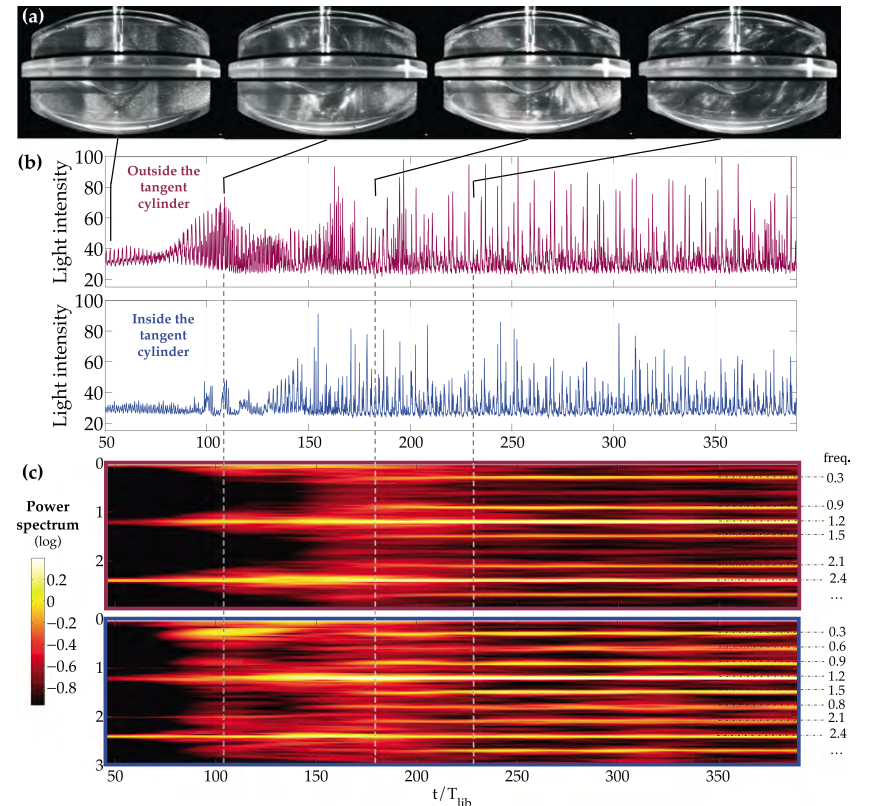 (a)
(b)
Light intensity
100
80
60
40
20
Outside the
tangent
cylinder
Light intensity
100
80
60
40
20
Inside the
tangent
cylinder
50 100 150 200 250 300 350
(c)
freq.
Power
spectrum
(log)
0.2
0
−0.2
−0.4
−0.6
−0.8
0
1
2
0.3
0.9
1.2
1.5
2.1
2.4
...
0
1
2
3
0.3
0.6
0.9
1.2
1.5
0.8
2.1
2.4
...
50 100 150 200 250 300 350
t/T_lib